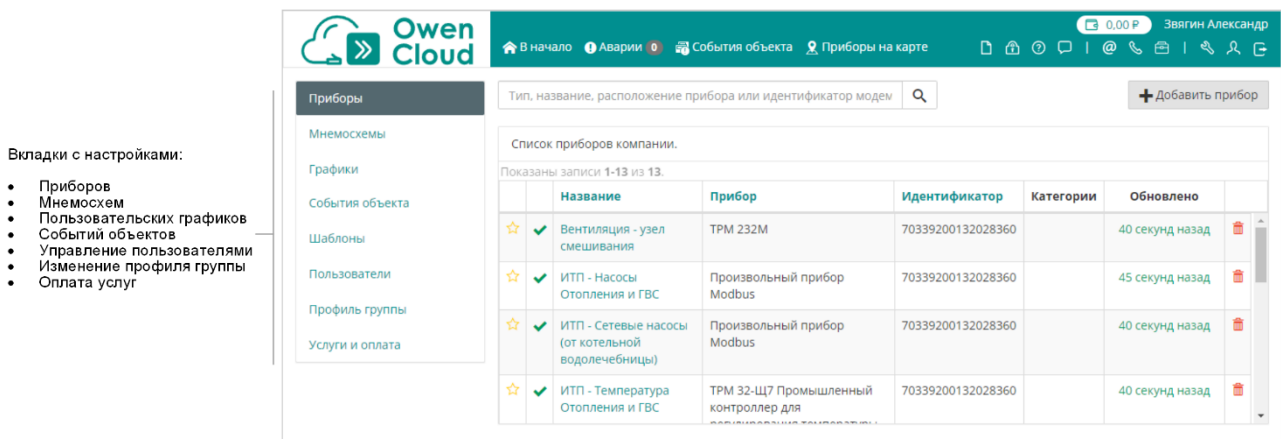 Вкладки с настройками:
• Приборов
• Мнемосхем
• Пользовательских графиков
• Событий объектов
• Управление пользователями
• Изменение профиля группы
• Оплата услуг
Owen
Cloud
0,00 ₽ Звягин Александр
В начало Аварии 0 События объекта Приборы на карте
Приборы
Мнемосхемы
Графики
События объекта
Шаблоны
Пользователи
Профиль группы
Услуги и оплата
Тип, название, расположение прибора или идентификатор модем
Добавить прибор
Список приборов компании.
Показаны записи 1-13 из 13.
Название Прибор Идентификатор Категории Обновлено
Вентиляция - узел смешивания ТРМ 232М 70339200132028360 40 секунд назад
ИТП - Насосы Отопления и ГВС Произвольный прибор Modbus 70339200132028360 45 секунд назад
ИТП - Сетевые насосы (от котельной водолечебницы) Произвольный прибор Modbus 70339200132028360 40 секунд назад
ИТП - Температура Отопления и ГВС ТРМ 32-Щ7 Промышленный контроллер для регулирования температуры 70339200132028360 40 секунд назад